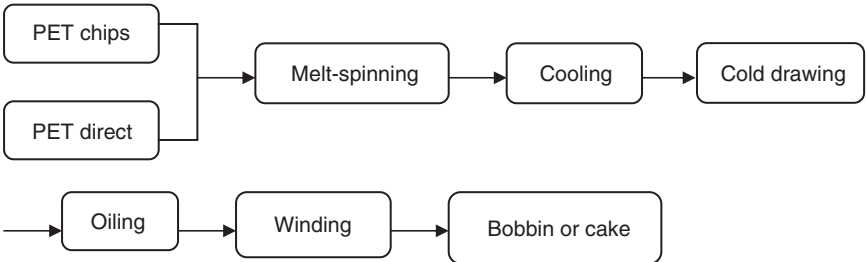 PET chips
PET direct
Melt-spinning
Cooling
Cold drawing
Oiling
Winding
Bobbin or cake